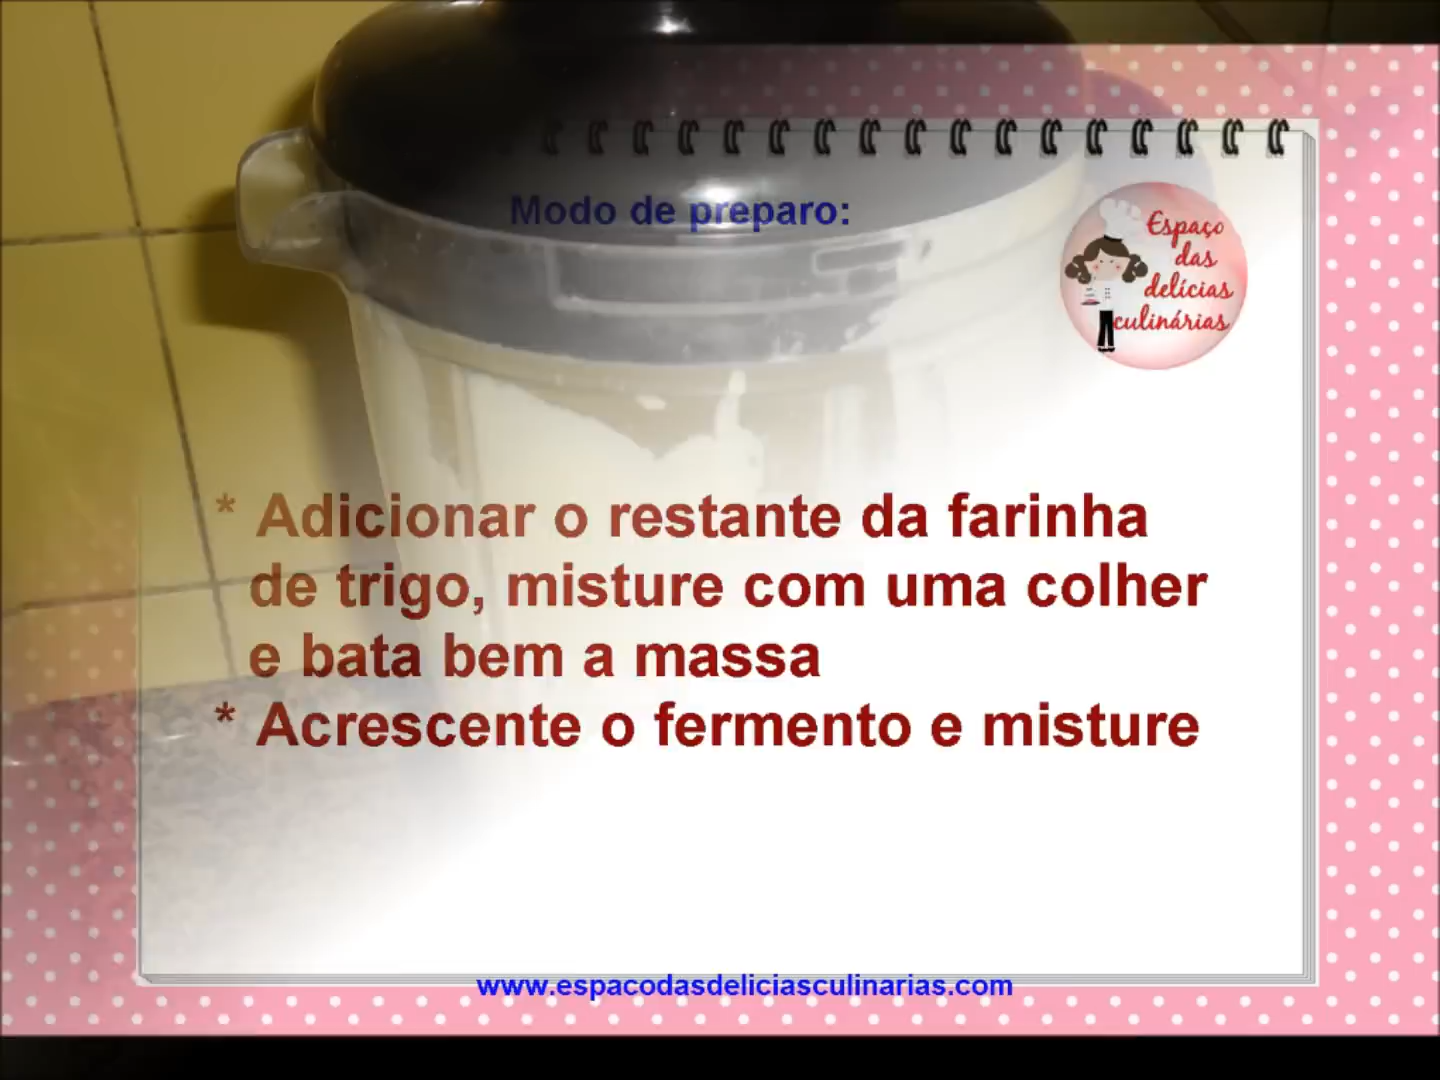 Modo de preparo:
Espaço
das
delícias
culinárias
* Adicionar o restante da farinha
de trigo, misture com uma colher
e bata bem a massa
* Acrescente o fermento e misture
www.espacodasdeliciasculinarias.com